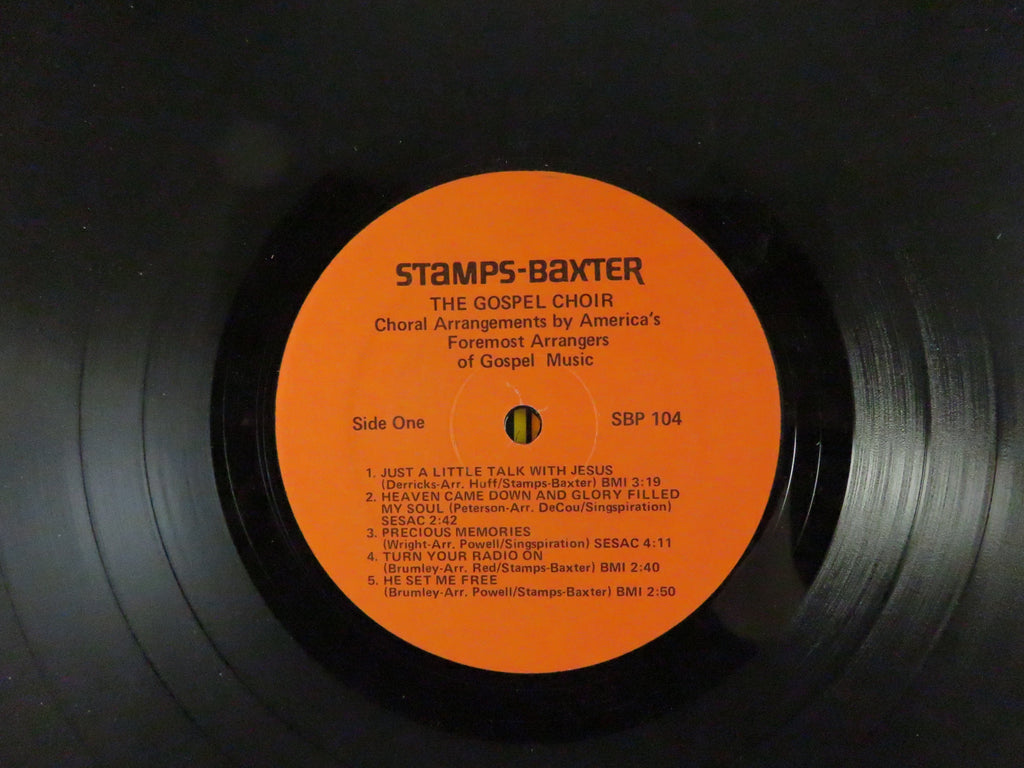 STAMPS-BAXTER
THE GOSPEL CHOIR
Choral Arrangements by America's
Foremost Arrangers
of Gospel Music
Side One
SBP 104
1. JUST A LITTLE TALK WITH JESUS
(Derricks-Arr. Huff/Stamps-Baxter) BMI 3:19
2. HEAVEN CAME DOWN AND GLORY FILLED
MY SOUL (Peterson-Arr. DeCou/Singspiration)
SESAC 2:42
3. PRECIOUS MEMORIES
(Wright-Arr. Powell/Singspiration) SESAC 4:11
4. TURN YOUR RADIO ON
(Brumley-Arr. Red/Stamps-Baxter) BMI 2:40
5. HE SET ME FREE
(Brumley-Arr. Powell/Stamps-Baxter) BMI 2:50